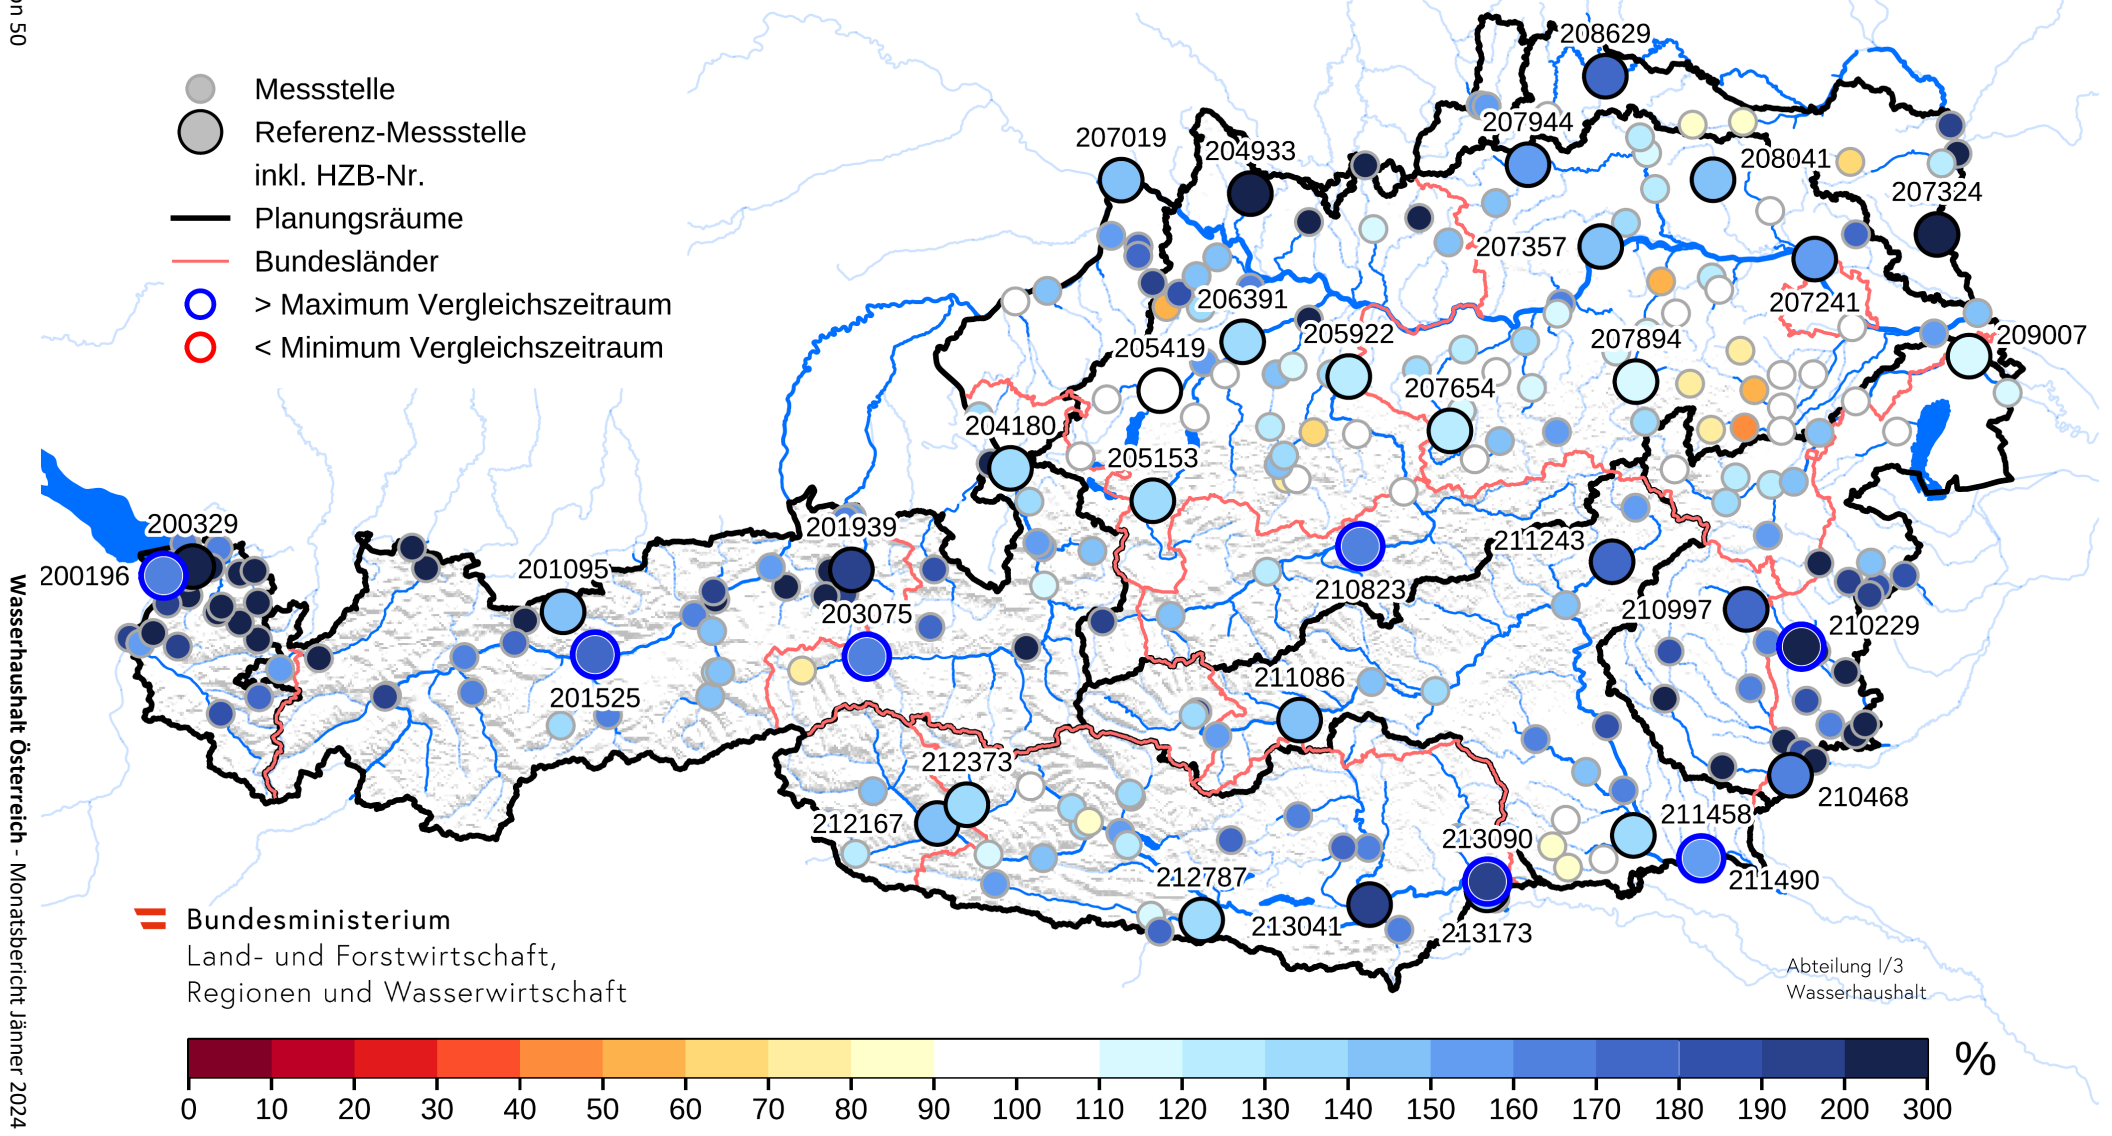 on 50
Wasserhaushalt Österreich - Monatsbericht Jänner 2024
Messstelle
Referenz-Messstelle
inkl. HZB-Nr.
Planungsräume
Bundesländer
> Maximum Vergleichszeitraum
< Minimum Vergleichszeitraum
208629
207944
207019
204933
208041
207324
207357
207241
206391
205922
205419
207894
209007
207654
204180
205153
200329
201939
211243
200196
201095
210823
210997
203075
210229
211086
201525
212373
210468
212167
211458
213090
212787
211490
213041
213173
Bundesministerium
Land- und Forstwirtschaft,
Regionen und Wasserwirtschaft
Abteilung I/3
Wasserhaushalt
%
0 10 20 30 40 50 60 70 80 90 100 110 120 130 140 150 160 170 180 190 200 300